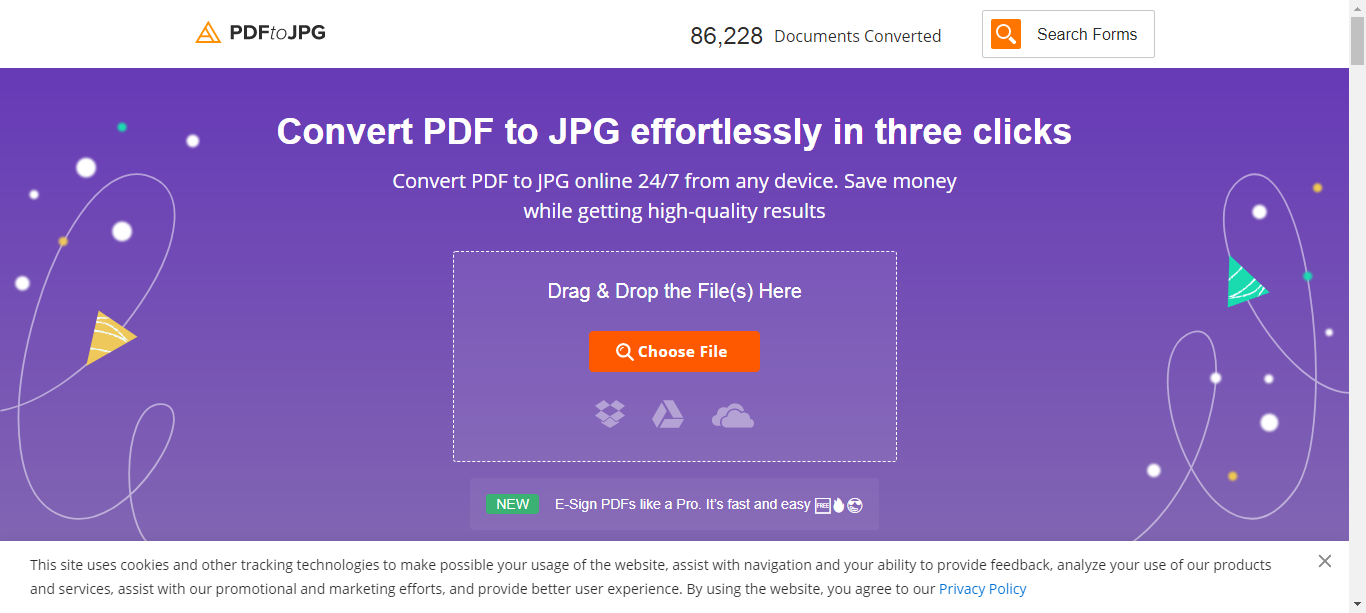 PDFtoJPG
86,228 Documents Converted
Search Forms
Convert PDF to JPG effortlessly in three clicks
Convert PDF to JPG online 24/7 from any device. Save money
while getting high-quality results
Drag & Drop the File(s) Here
Choose File
NEW E-Sign PDFs like a Pro. It's fast and easy FREE
This site uses cookies and other tracking technologies to make possible your usage of the website, assist with navigation and your ability to provide feedback, analyze your use of our products
and services, assist with our promotional and marketing efforts, and provide better user experience. By using the website, you agree to our Privacy Policy